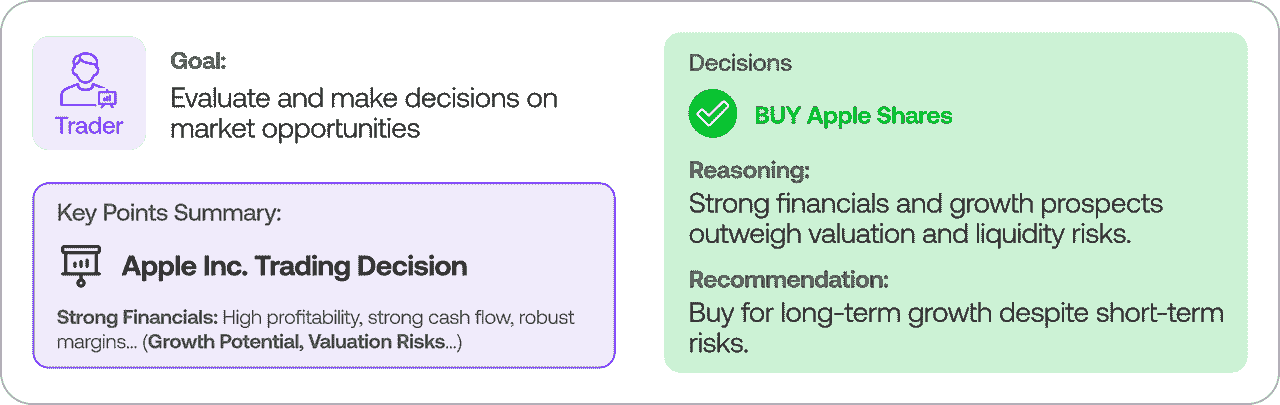 Trader
Goal:
Evaluate and make decisions on
market opportunities
Key Points Summary:
Apple Inc. Trading Decision
Strong Financials: High profitability, strong cash flow, robust
margins... (Growth Potential, Valuation Risks...)
Decisions
BUY Apple Shares
Reasoning:
Strong financials and growth prospects
outweigh valuation and liquidity risks.
Recommendation:
Buy for long-term growth despite short-term
risks.